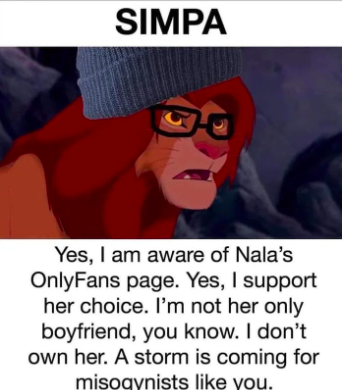 SIMPA
Yes, I am aware of Nala's
OnlyFans page. Yes, I support
her choice. I'm not her only
boyfriend, you know. I don't
own her. A storm is coming for
misogynists like you.